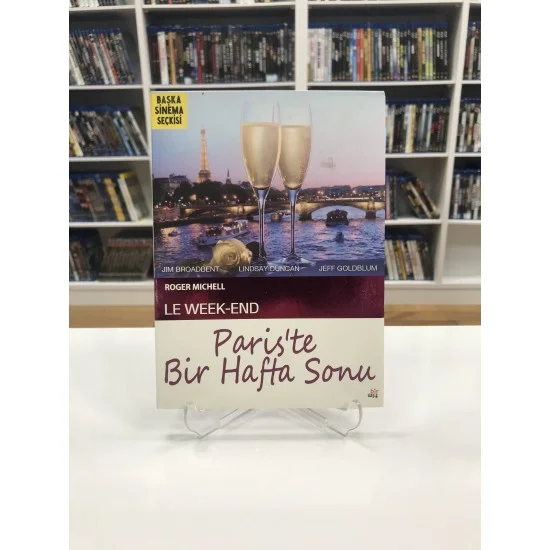 BAŞKA
SİNEMA
SEÇKİSİ
JIM BROADBENT LINDSAY DUNCAN JEFF GOLDBLUM
ROGER MICHELL
LE WEEK-END
Paris'te
Bir Hafta Sonu